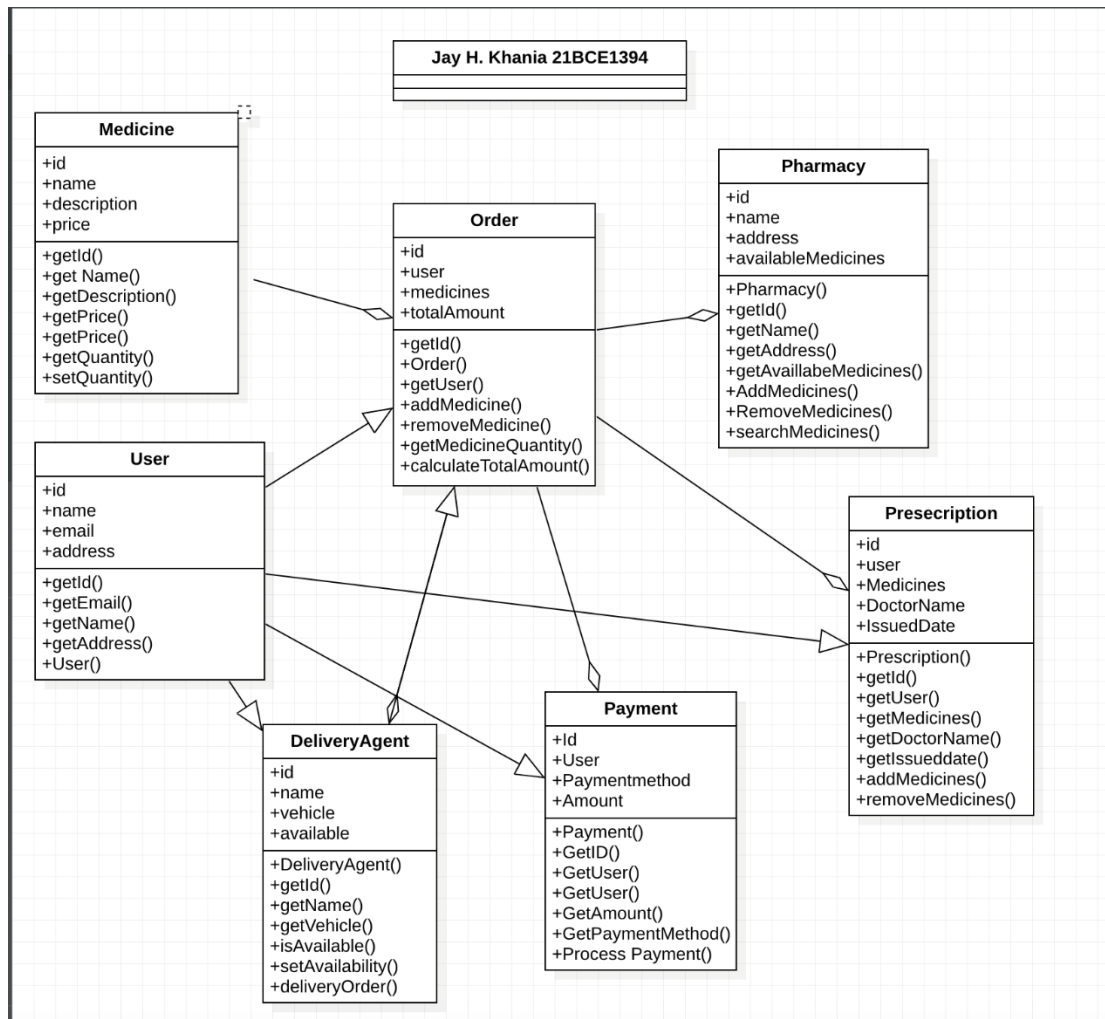 Jay H. Khania 21BCE1394
Medicine
+id
+name
+description
+price
+getId()
+get Name()
+getDescription()
+getPrice()
+getPrice()
+getQuantity()
+setQuantity()
Order
+id
+user
+medicines
+totalAmount
+getId()
+Order()
+getUser()
+addMedicine()
+removeMedicine()
+getMedicineQuantity()
+calculateTotalAmount()
Pharmacy
+id
+name
+address
+availableMedicines
+Pharmacy()
+getId()
+getName()
+getAddress()
+getAvaillabeMedicines()
+AddMedicines()
+RemoveMedicines()
+searchMedicines()
User
+id
+name
+email
+address
+getId()
+getEmail()
+getName()
+getAddress()
+User()
Presecription
+id
+user
+Medicines
+DoctorName
+IssuedDate
+Prescription()
+getId()
+getUser()
+getMedicines()
+getDoctorName()
+getIssueddate()
+addMedicines()
+removeMedicines()
DeliveryAgent
+id
+name
+vehicle
+available
+DeliveryAgent()
+getId()
+getName()
+getVehicle()
+isAvailable()
+setAvailability()
+deliveryOrder()
Payment
+Id
+User
+Paymentmethod
+Amount
+Payment()
+GetID()
+GetUser()
+GetUser()
+GetAmount()
+GetPaymentMethod()
+Process Payment()